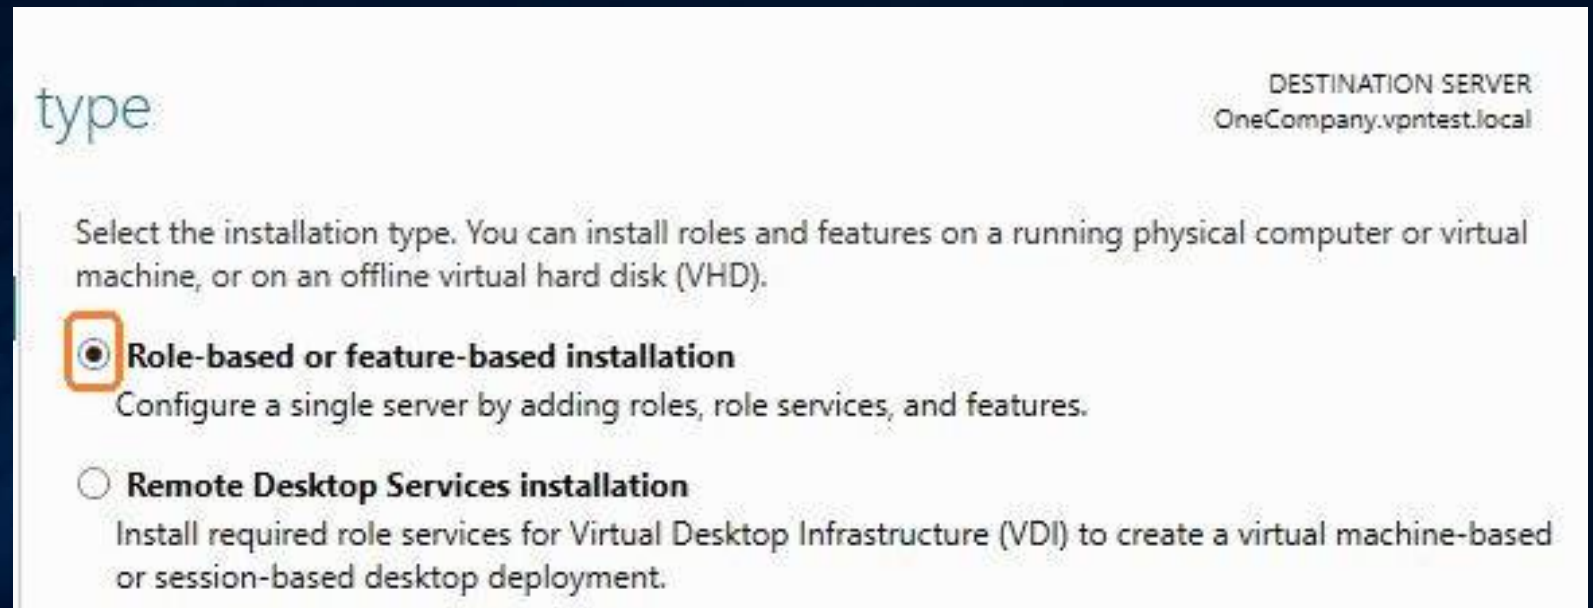 type
DESTINATION SERVER
OneCompany.vpntest.local
Select the installation type. You can install roles and features on a running physical computer or virtual
machine, or on an offline virtual hard disk (VHD).
Role-based or feature-based installation
Configure a single server by adding roles, role services, and features.
Remote Desktop Services installation
Install required role services for Virtual Desktop Infrastructure (VDI) to create a virtual machine-based
or session-based desktop deployment.